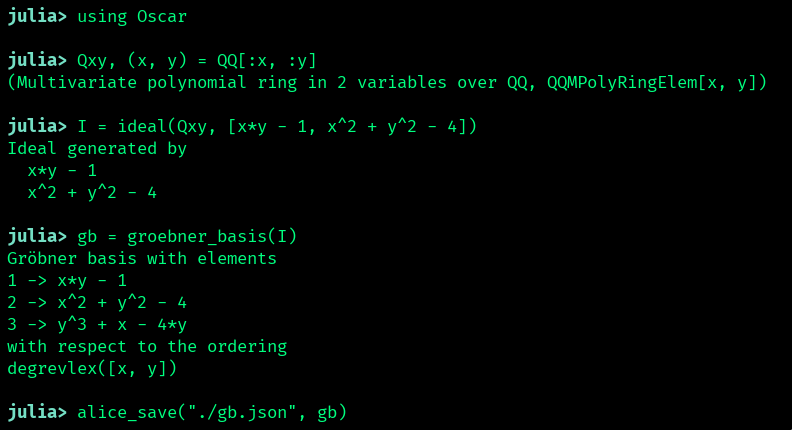 julia> using Oscar
julia> Qxy, (x, y) = QQ[:x, :y]
(Multivariate polynomial ring in 2 variables over QQ, QQMPolyRingElem[x, y])
julia> I = ideal(Qxy, [x*y - 1, x^2 + y^2 - 4])
Ideal generated by
  x*y - 1
  x^2 + y^2 - 4
julia> gb = groebner_basis(I)
Gröbner basis with elements
1 -> x*y - 1
2 -> x^2 + y^2 - 4
3 -> y^3 + x - 4*y
with respect to the ordering
degrevlex([x, y])
julia> alice_save("./gb.json", gb)